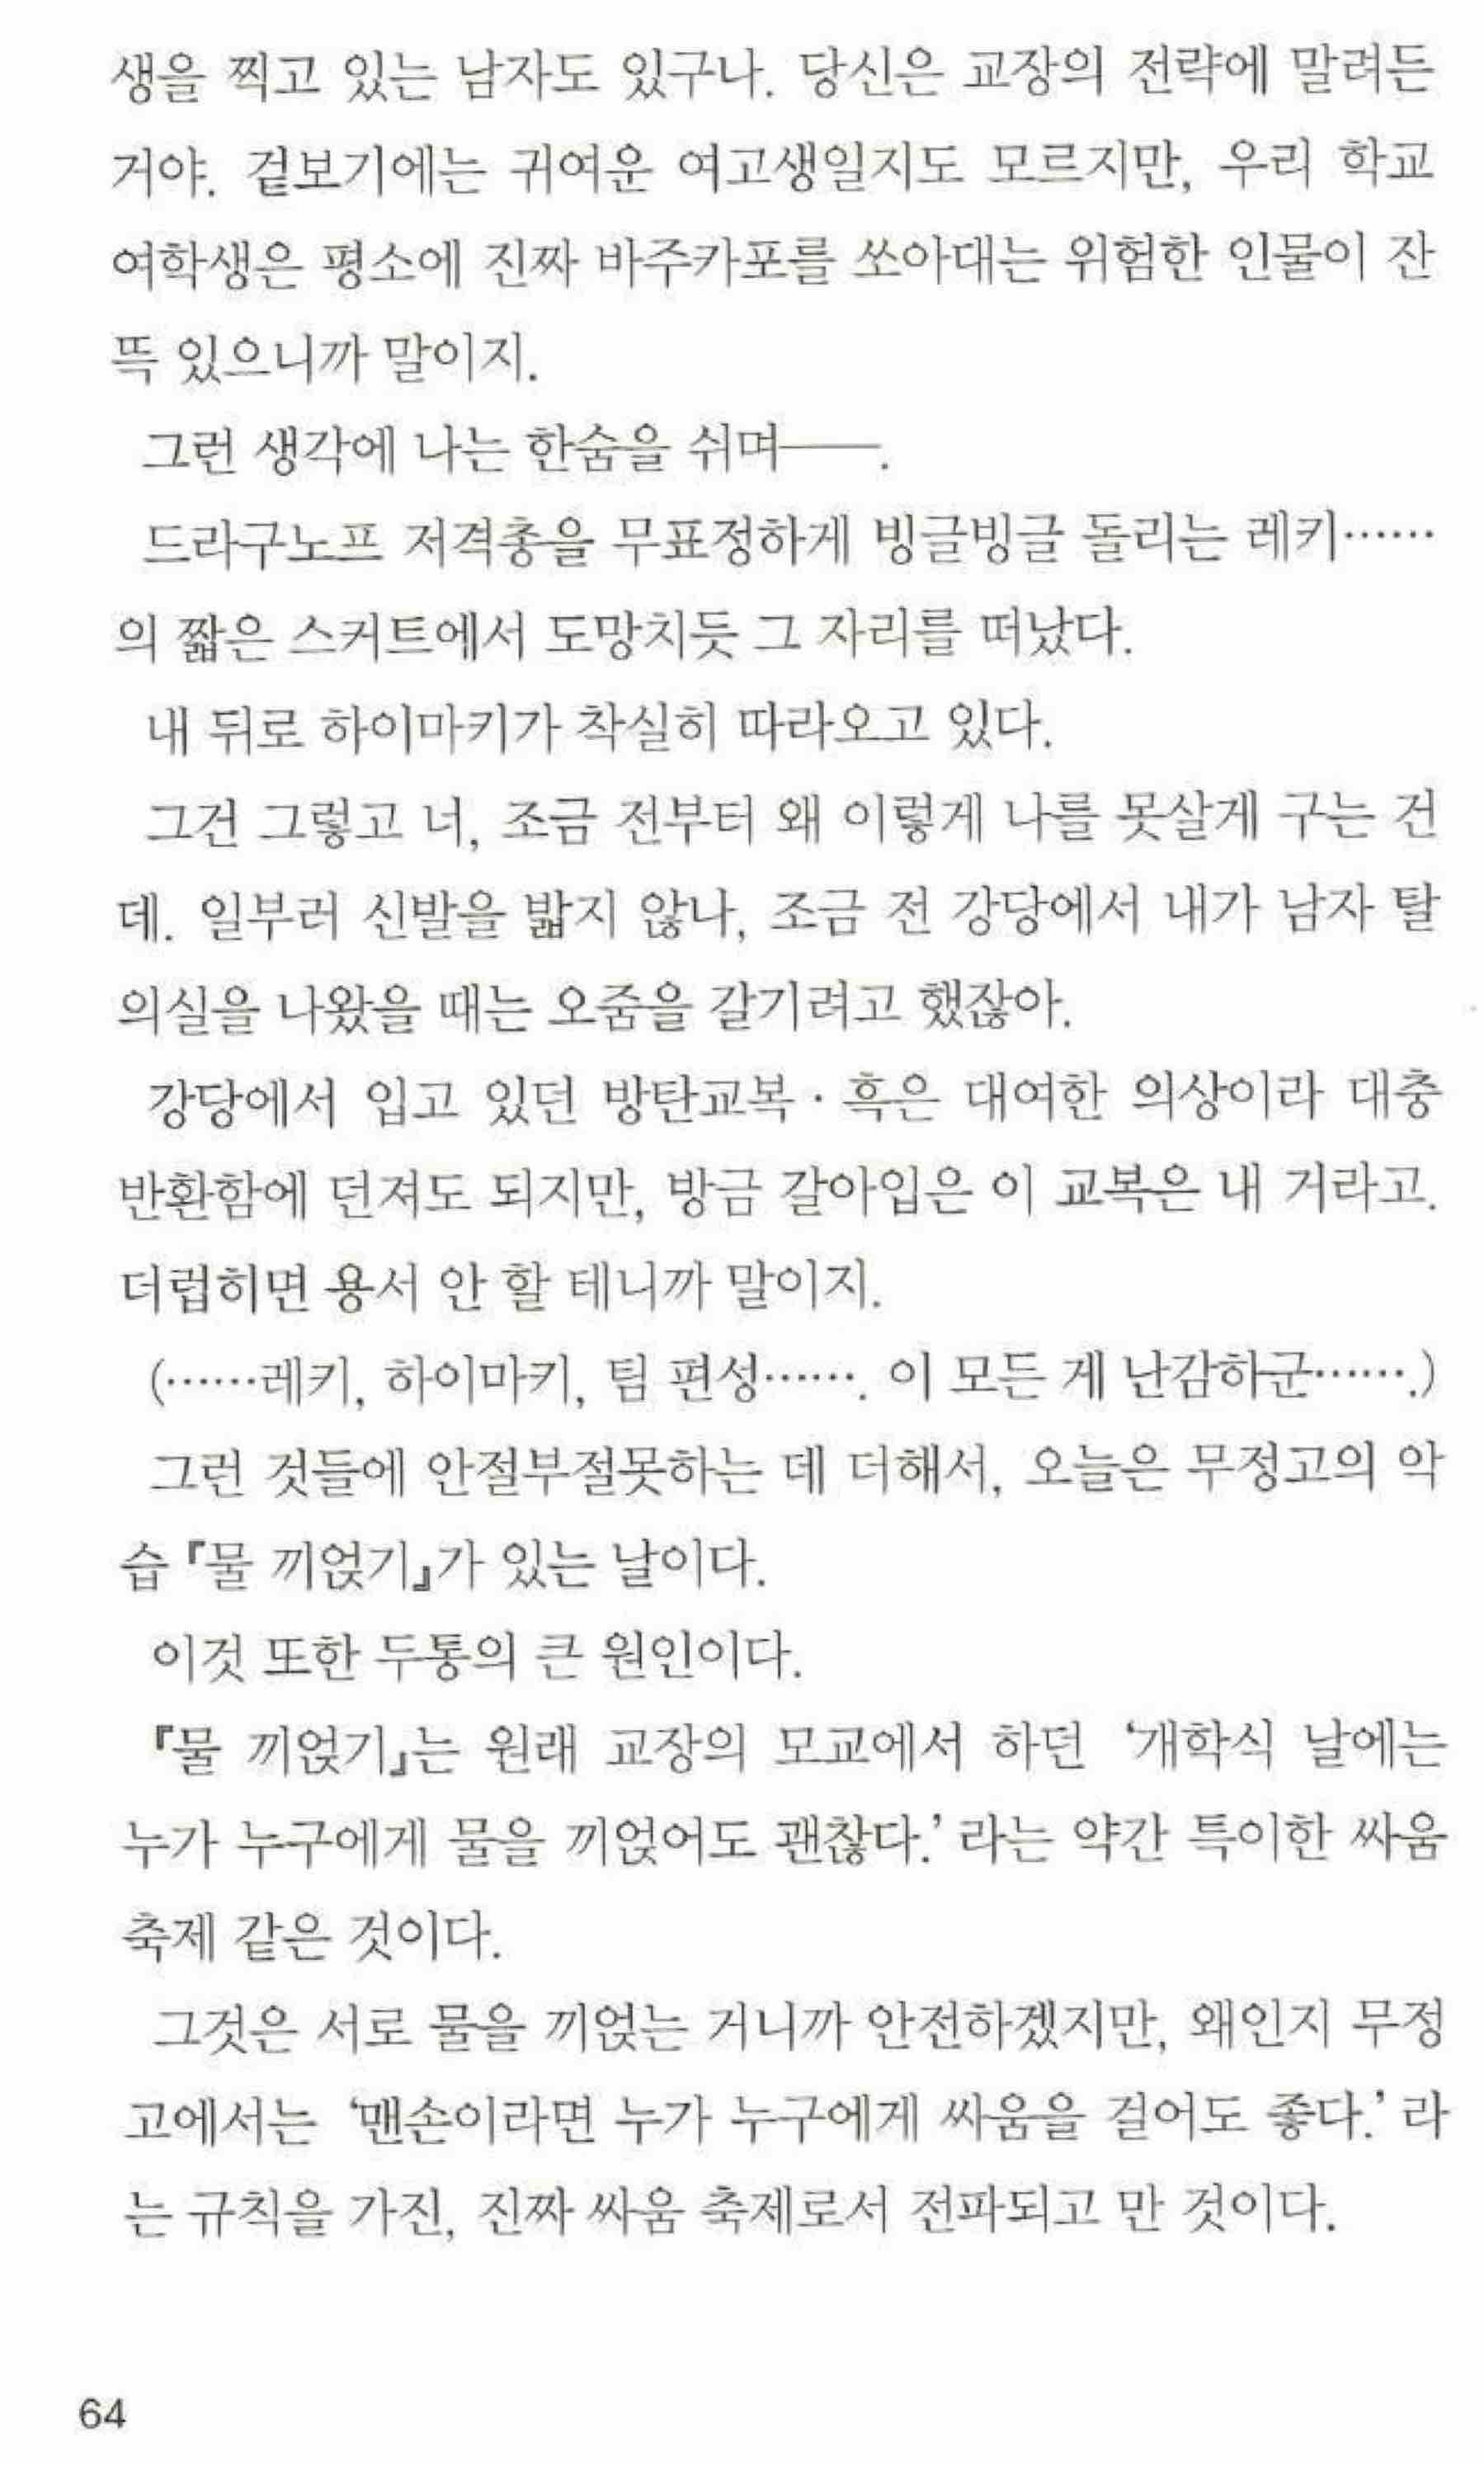 생을 찍고 있는 남자도 있구나. 당신은 교장의 전략에 말려든
거야. 겉보기에는 귀여운 여고생일지도 모르지만, 우리 학교
여학생은 평소에 진짜 바주카포를 쏘아대는 위험한 인물이 잔
뜩 있으니까 말이지.
그런 생각에 나는 한숨을 쉬며──.
드라구노프 저격총을 무표정하게 빙글빙글 돌리는 레키……
의 짧은 스커트에서 도망치듯 그 자리를 떠났다.
내 뒤로 하이마키가 착실히 따라오고 있다.
그건 그렇고 너, 조금 전부터 왜 이렇게 나를 못살게 구는 건
데. 일부러 신발을 밟지 않나, 조금 전 강당에서 내가 남자 탈
의실을 나왔을 때는 오줌을 갈기려고 했잖아.
강당에서 입고 있던 방탄교복·흑은 대여한 의상이라 대충
반환함에 던져도 되지만, 방금 갈아입은 이 교복은 내 거라고.
더럽히면 용서 안 할 테니까 말이지.
(……레키, 하이마키, 팀 편성……. 이 모든 게 난감하군…….)
그런 것들에 안절부절못하는 데 더해서, 오늘은 무정고의 악
습 『물 끼얹기』가 있는 날이다.
이것 또한 두통의 큰 원인이다.
『물 끼얹기』는 원래 교장의 모교에서 하던 ‘개학식 날에는
누가 누구에게 물을 끼얹어도 괜찮다.’ 라는 약간 특이한 싸움
축제 같은 것이다.
그것은 서로 물을 끼얹는 거니까 안전하겠지만, 왜인지 무정
고에서는 ‘맨손이라면 누가 누구에게 싸움을 걸어도 좋다.’ 라
는 규칙을 가진, 진짜 싸움 축제로서 전파되고 만 것이다.
64